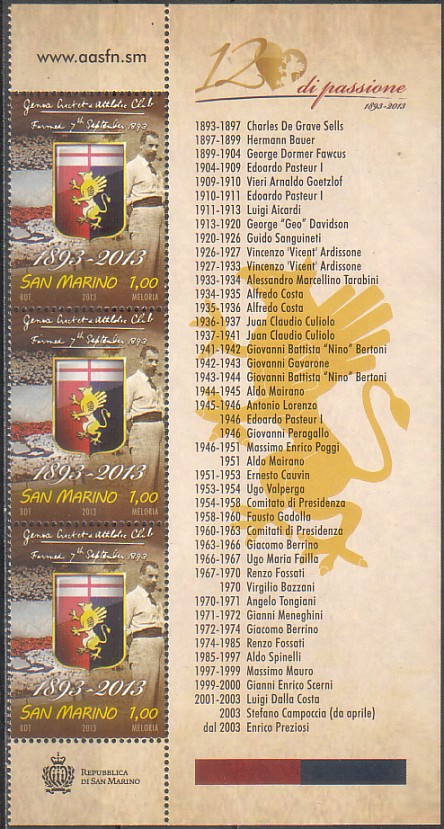 www.aasfn.sm
Genoa Cricket & Athletic Club
Formed 7th September 1893
1893-2013
SAN MARINO 1,00
ROT 2013 MELORIA
Genoa Cricket & Athletic Club
Formed 7th September 1893
1893-2013
SAN MARINO 1,00
ROT 2013 MELORIA
Genoa Cricket & Athletic Club
Formed 7th September 1893
1893-2013
SAN MARINO 1,00
ROT 2013 MELORIA
REPUBBLICA
DI SAN MARINO
120 di passione
1893-2013
1893-1897 Charles De Grave Sells
1897-1899 Hermann Bauer
1899-1904 George Dormer Fawcus
1904-1909 Edoardo Pasteur I
1909-1910 Vieri Arnaldo Goetzlof
1910-1911 Edoardo Pasteur I
1911-1913 Luigi Aicardi
1913-1920 George "Geo" Davidson
1920-1926 Guido Sanguineti
1926-1927 Vincenzo 'Vicent' Ardissone
1927-1933 Vincenzo 'Vicent' Ardissone
1933-1934 Alessandro Marcellino Tarabini
1934-1935 Alfredo Costa
1935-1936 Alfredo Costa
1936-1937 Juan Claudio Culiolo
1937-1941 Juan Claudio Culiolo
1941-1942 Giovanni Battista "Nino" Bertoni
1942-1943 Giovanni Gavarone
1943-1944 Giovanni Battista "Nino" Bertoni
1944-1945 Aldo Mairano
1945-1946 Antonio Lorenzo
1946 Edoardo Pasteur I
1946 Giovanni Peragallo
1946-1951 Massimo Enrico Poggi
1951 Aldo Mairano
1951-1953 Ernesto Cauvin
1953-1954 Ugo Valperga
1954-1958 Comitato di Presidenza
1958-1960 Fausto Gadolla
1960-1963 Comitati di Presidenza
1963-1966 Giacomo Berrino
1966-1967 Ugo Maria Failla
1967-1970 Renzo Fossati
1970 Virgilio Bazzani
1970-1971 Angelo Tongiani
1971-1972 Gianni Meneghini
1972-1974 Giacomo Berrino
1974-1985 Renzo Fossati
1985-1997 Aldo Spinelli
1997-1999 Massimo Mauro
1999-2000 Gianni Enrico Scerni
2001-2003 Luigi Dalla Costa
2003 Stefano Campoccia (da aprile)
dal 2003 Enrico Preziosi